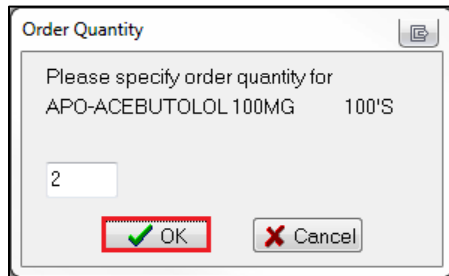 Order Quantity
Please specify order quantity for
APO-ACEBUTOLOL 100MG 100'S
2
OK
Cancel